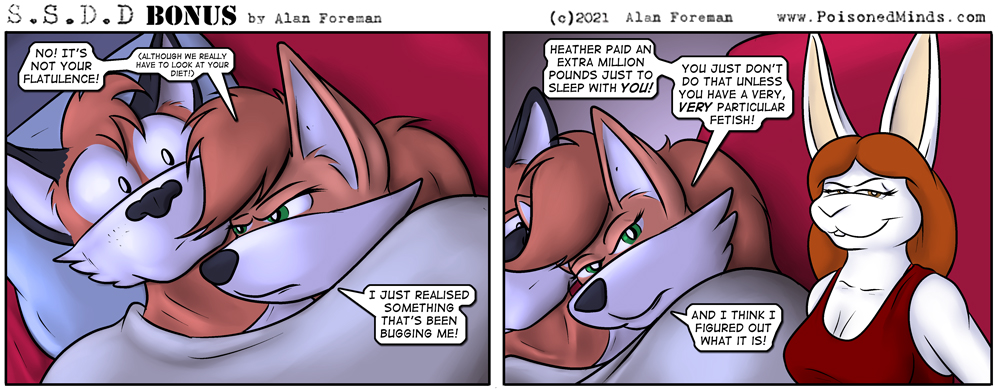 S.S.D.D BONUS by Alan Foreman
(c)2021 Alan Foreman www.PoisonedMinds.com
NO! IT'S
NOT YOUR
FLATULENCE!
(ALTHOUGH WE REALLY
HAVE TO LOOK AT YOUR
DIET!)
I JUST REALISED
SOMETHING
THAT'S BEEN
BUGGING ME!
HEATHER PAID AN
EXTRA MILLION
POUNDS JUST TO
SLEEP WITH YOU!
YOU JUST DON'T
DO THAT UNLESS
YOU HAVE A VERY,
VERY PARTICULAR
FETISH!
AND I THINK I
FIGURED OUT
WHAT IT IS!